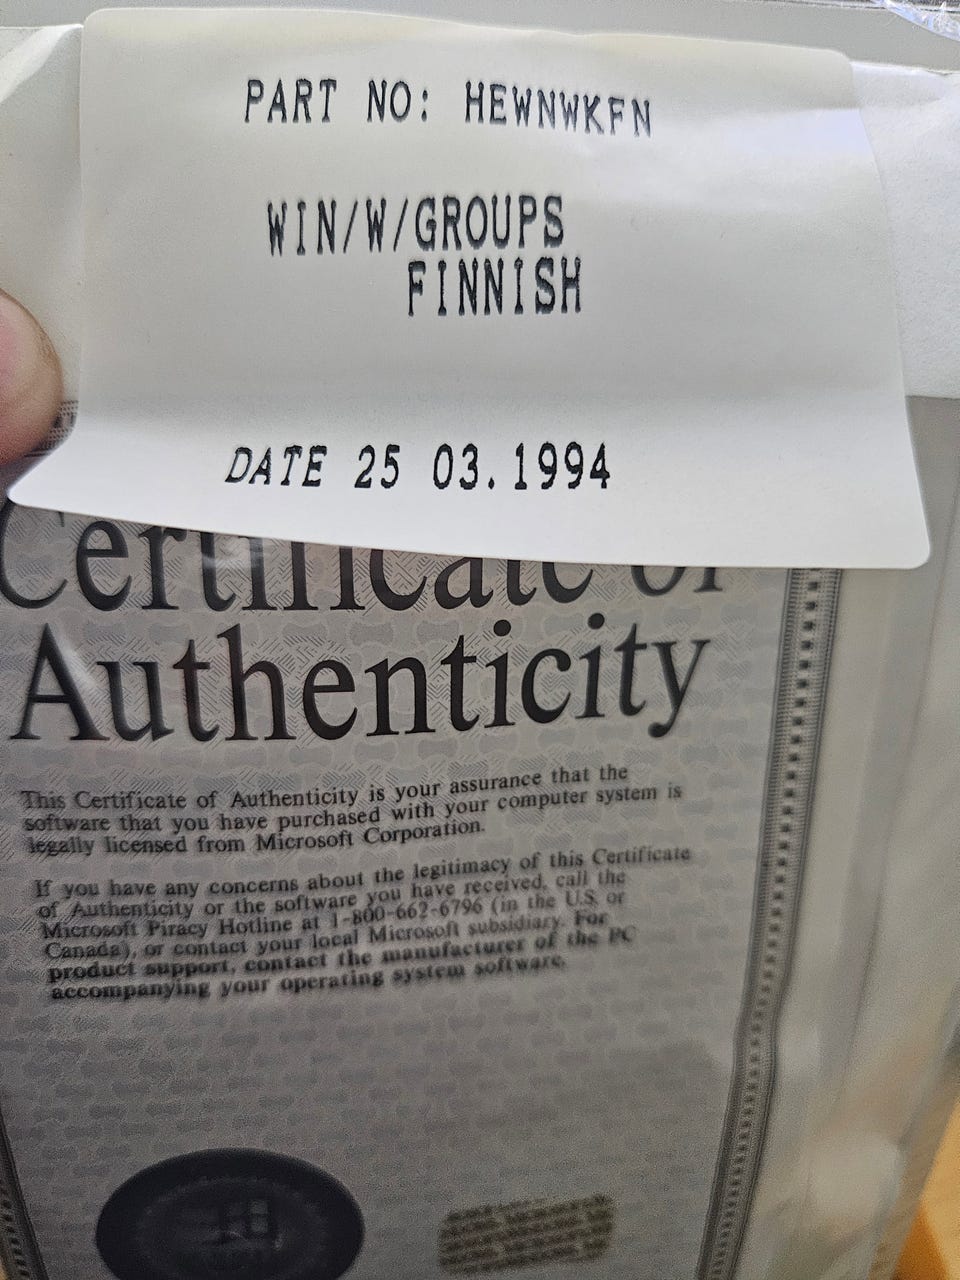 PART NO: HEWNWKFN
WIN/W/GROUPS
FINNISH
DATE 25 03.1994
Certificate of
Authenticity
This Certificate of Authenticity is your assurance that the
software that you have purchased with your computer system is
legally licensed from Microsoft Corporation.
If you have any concerns about the legitimacy of this Certificate
of Authenticity or the software you have received, call the
Microsoft Piracy Hotline at 1-800-662-6796 (in the U.S. or
Canada), or contact your local Microsoft subsidiary. For
product support, contact the manufacturer of the PC
accompanying your operating system software.